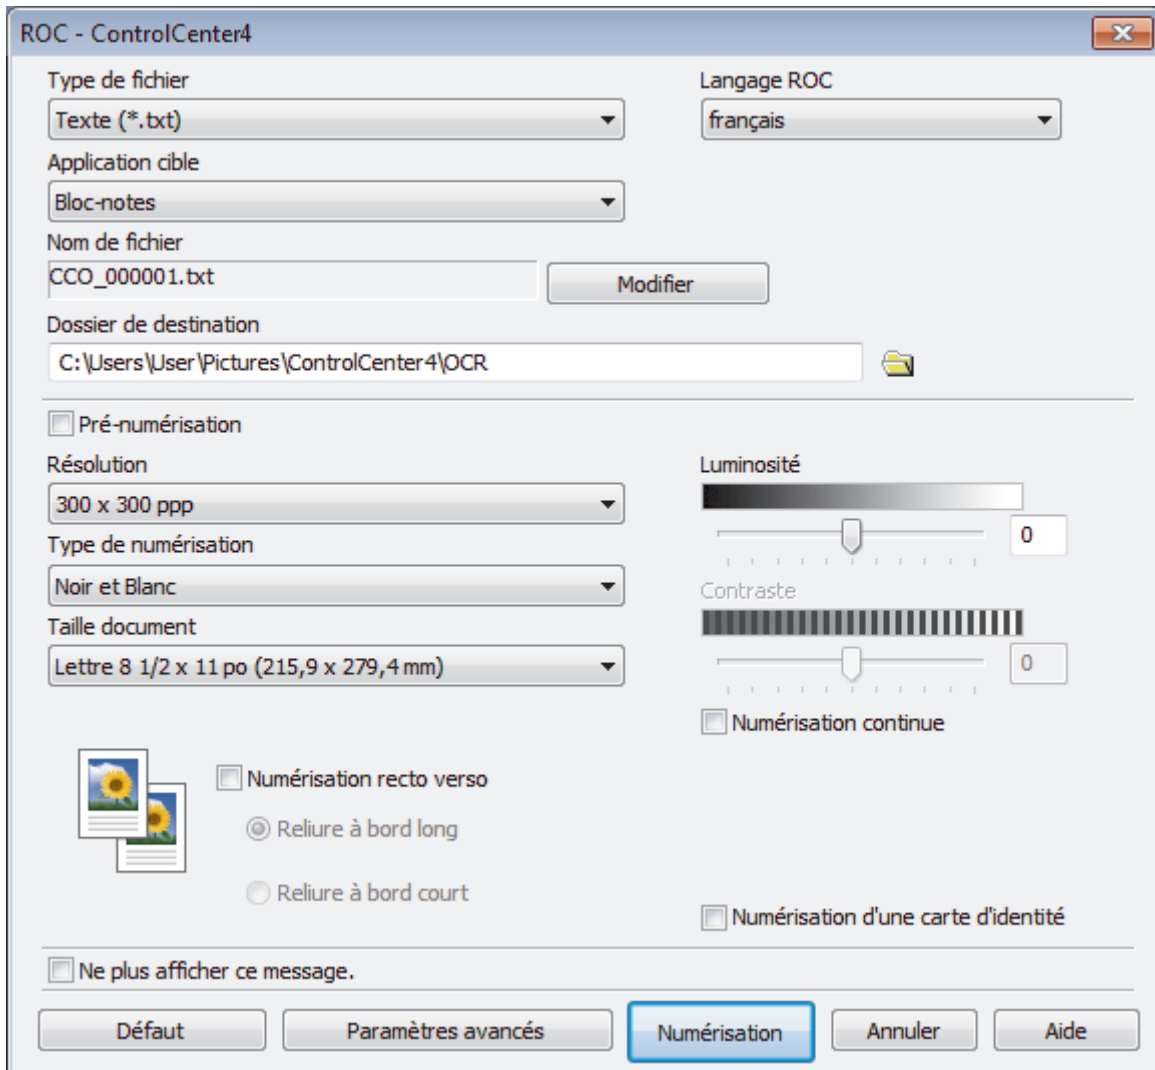 ROC - ControlCenter4
Type de fichier
Langage ROC
Texte (*.txt)
français
Application cible
Bloc-notes
Nom de fichier
CCO_000001.txt
Modifier
Dossier de destination
C:\Users\User\Pictures\ControlCenter4\OCR
Pré-numérisation
Résolution
Luminosité
300 x 300 ppp
0
Type de numérisation
Noir et Blanc
Contraste
Taille document
Lettre 8 1/2 x 11 po (215,9 x 279,4 mm)
0
Numérisation continue
Numérisation recto verso
Reliure à bord long
Reliure à bord court
Numérisation d'une carte d'identité
Ne plus afficher ce message.
Défaut
Paramètres avancés
Numérisation
Annuler
Aide